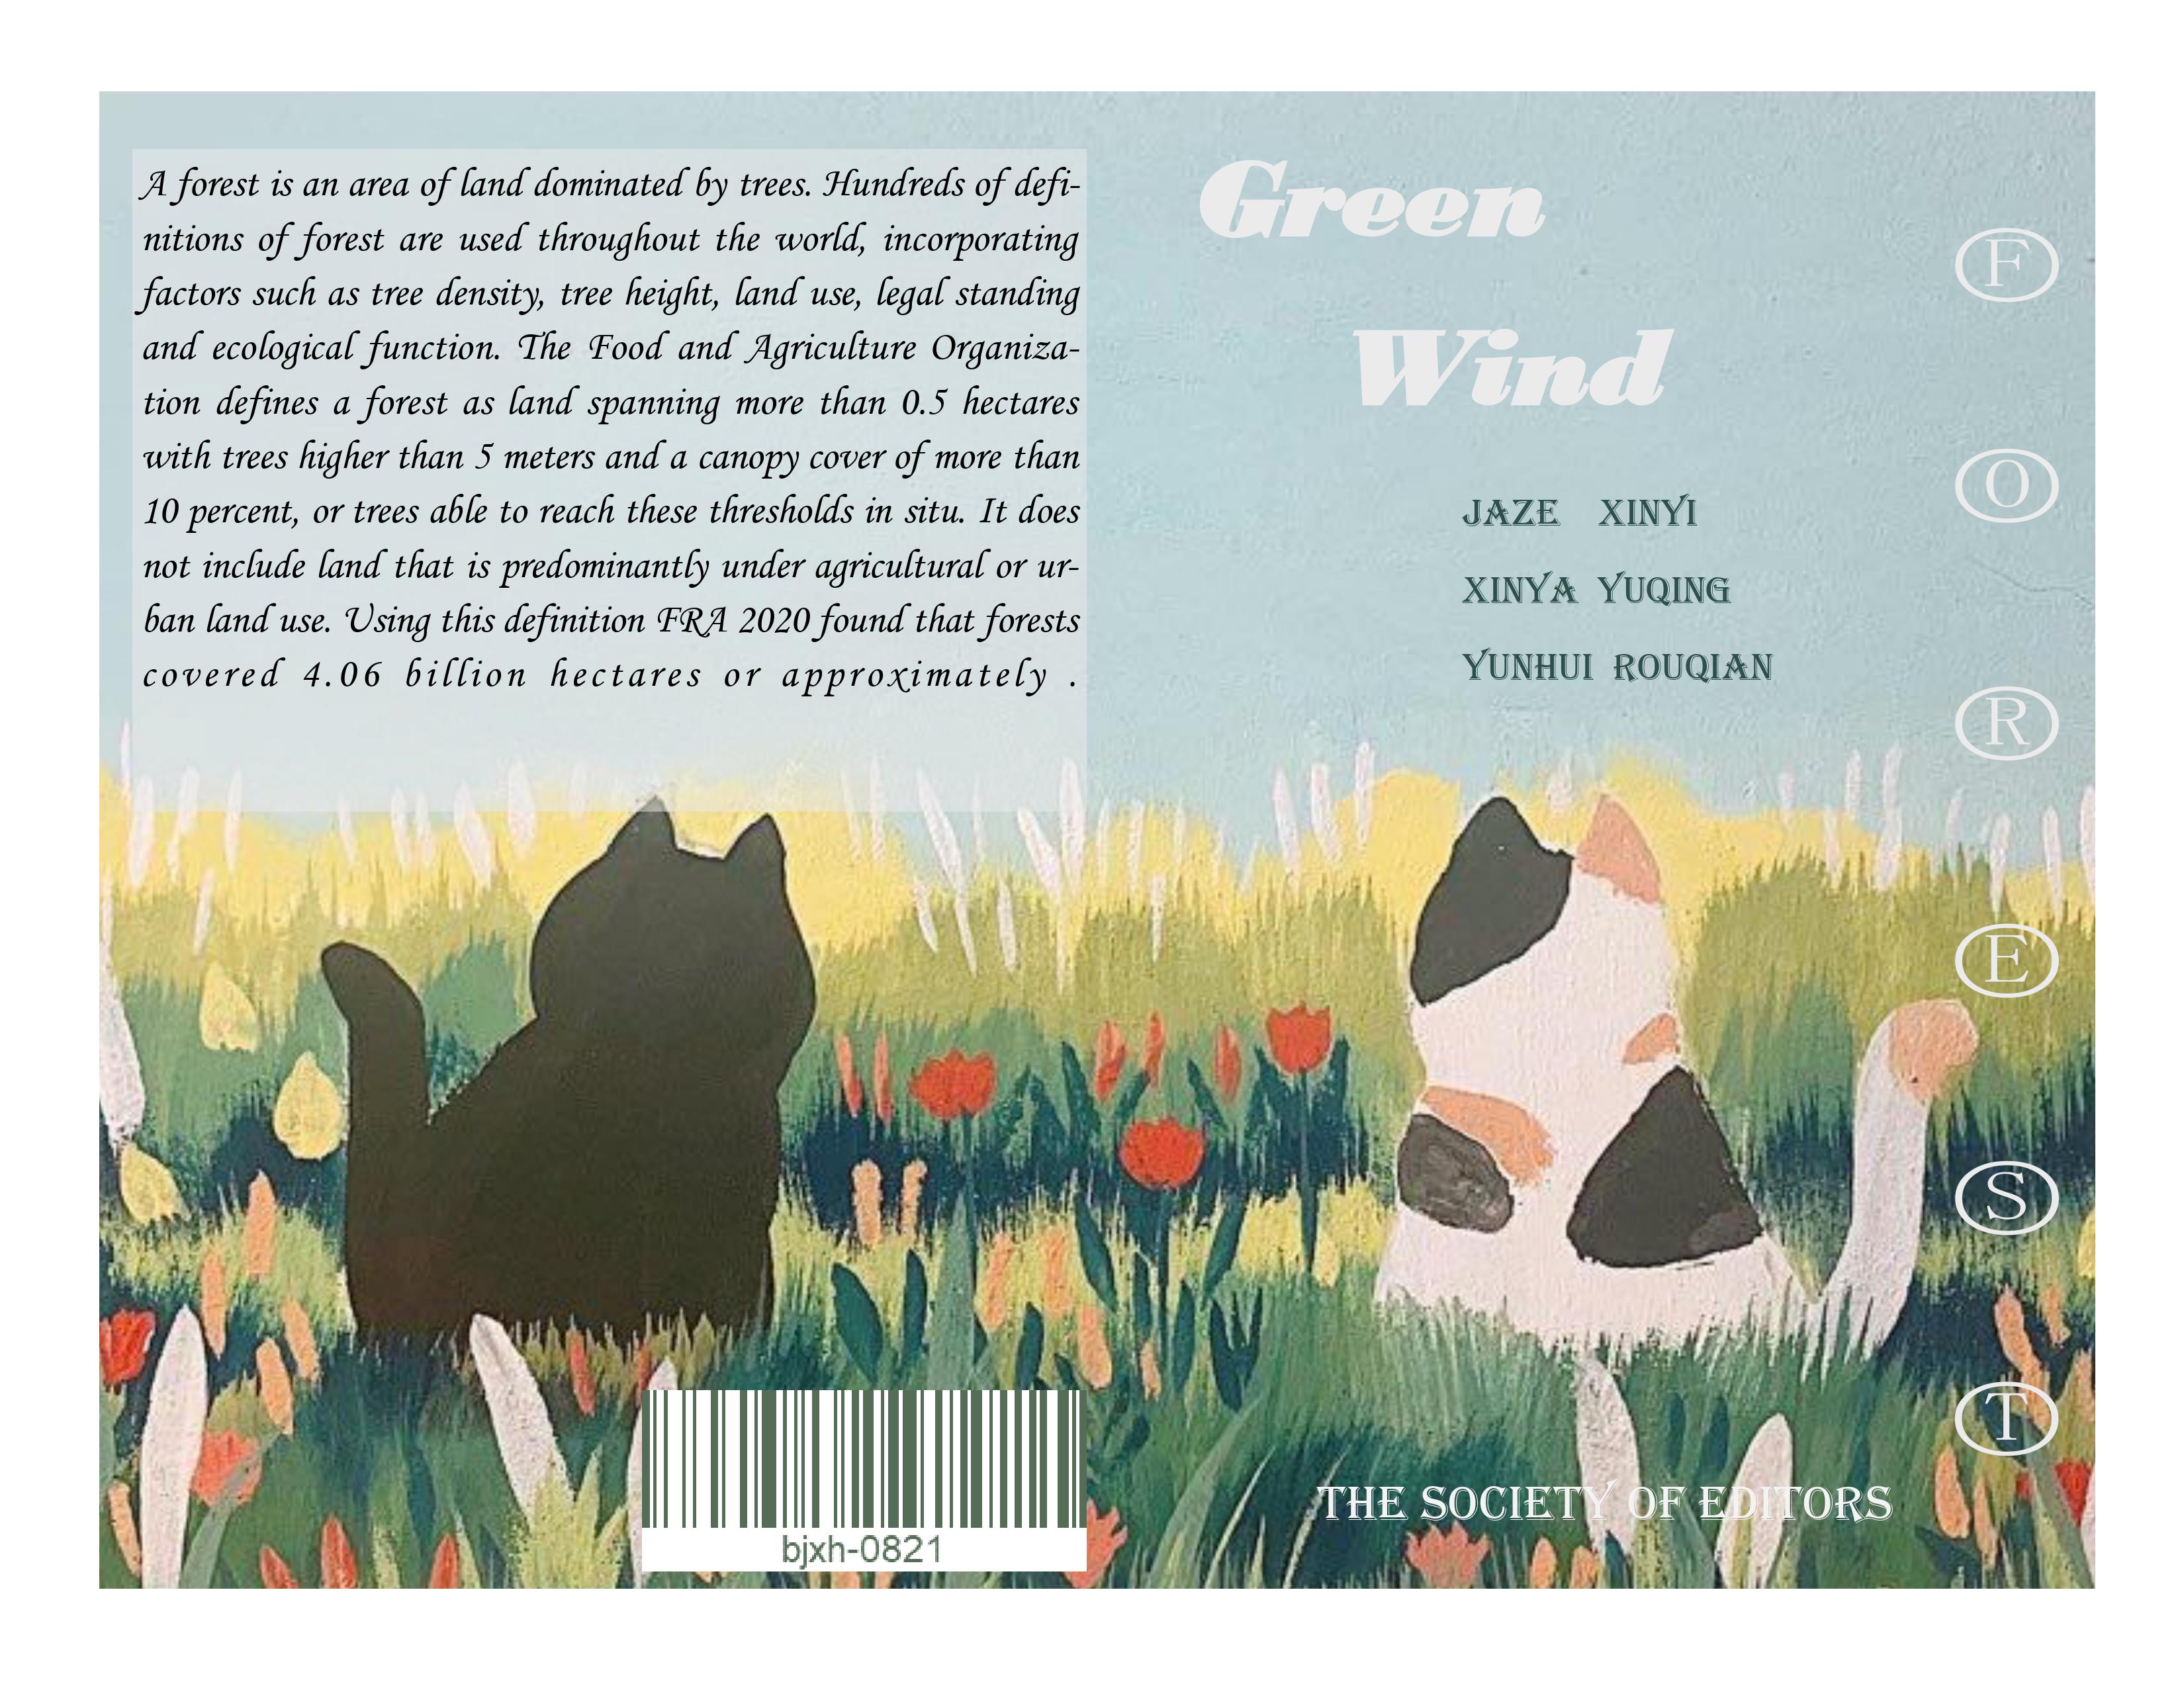 A forest is an area of land dominated by trees. Hundreds of defi-
nitions of forest are used throughout the world, incorporating
factors such as tree density, tree height, land use, legal standing
and ecological function. The Food and Agriculture Organiza-
tion defines a forest as land spanning more than 0.5 hectares
with trees higher than 5 meters and a canopy cover of more than
10 percent, or trees able to reach these thresholds in situ. It does
not include land that is predominantly under agricultural or ur-
ban land use. Using this definition FRA 2020 found that forests
covered 4.06 billion hectares or approximately .
bjxh-0821
Green
Wind
JAZE XINYI
XINYA YUQING
YUNHUI ROUQIAN
F
O
R
E
S
T
THE SOCIETY OF EDITORS